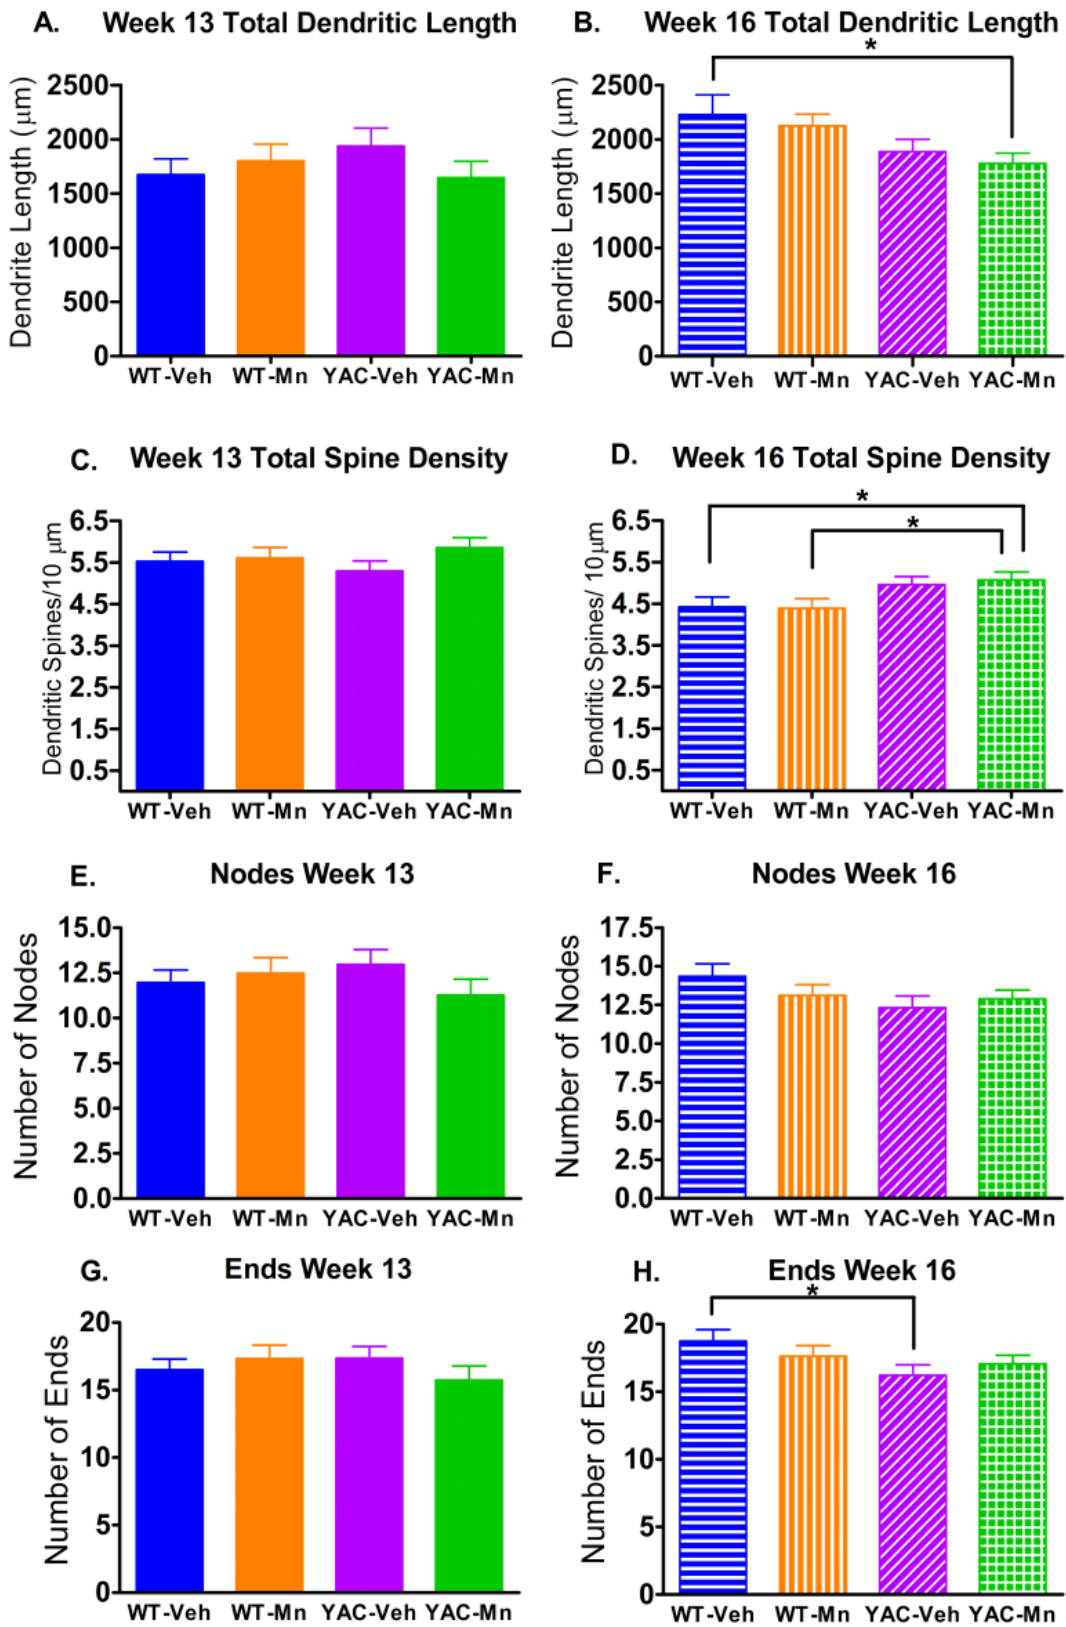 A. Week 13 Total Dendritic Length
Dendrite Length (μm)
2500
2000
1500
1000
500
0
WT-Veh WT-Mn YAC-Veh YAC-Mn
B. Week 16 Total Dendritic Length
*
Dendrite Length (μm)
2500
2000
1500
1000
500
0
WT-Veh WT-Mn YAC-Veh YAC-Mn
C. Week 13 Total Spine Density
Dendritic Spines/10 μm
6.5
5.5
4.5
3.5
2.5
1.5
0.5
WT-Veh WT-Mn YAC-Veh YAC-Mn
D. Week 16 Total Spine Density
*
*
Dendritic Spines/ 10μm
6.5
5.5
4.5
3.5
2.5
1.5
0.5
WT-Veh WT-Mn YAC-Veh YAC-Mn
E. Nodes Week 13
Number of Nodes
15.0
12.5
10.0
7.5
5.0
2.5
0.0
WT-Veh WT-Mn YAC-Veh YAC-Mn
F. Nodes Week 16
Number of Nodes
17.5
15.0
12.5
10.0
7.5
5.0
2.5
0.0
WT-Veh WT-Mn YAC-Veh YAC-Mn
G. Ends Week 13
Number of Ends
20
15
10
5
0
WT-Veh WT-Mn YAC-Veh YAC-Mn
H. Ends Week 16
*
Number of Ends
20
15
10
5
0
WT-Veh WT-Mn YAC-Veh YAC-Mn